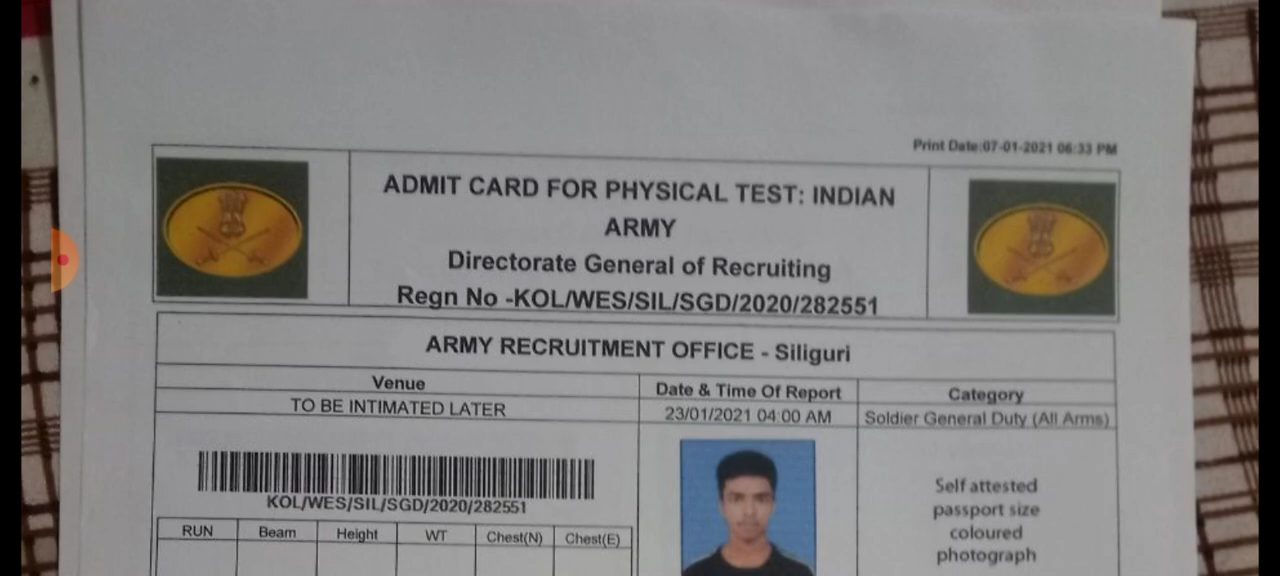 Print Date:07-01-2021 06:33 PM
ADMIT CARD FOR PHYSICAL TEST: INDIAN
ARMY
Directorate General of Recruiting
Regn No -KOL/WES/SIL/SGD/2020/282551
ARMY RECRUITMENT OFFICE - Siliguri
Venue
Date & Time Of Report
Category
TO BE INTIMATED LATER
23/01/2021 04:00 AM
Soldier General Duty (All Arms)
KOL/WES/SIL/SGD/2020/282551
Self attested
passport size
coloured
photograph
RUN
Beam
Height
WT
Chest(N)
Chest(E)